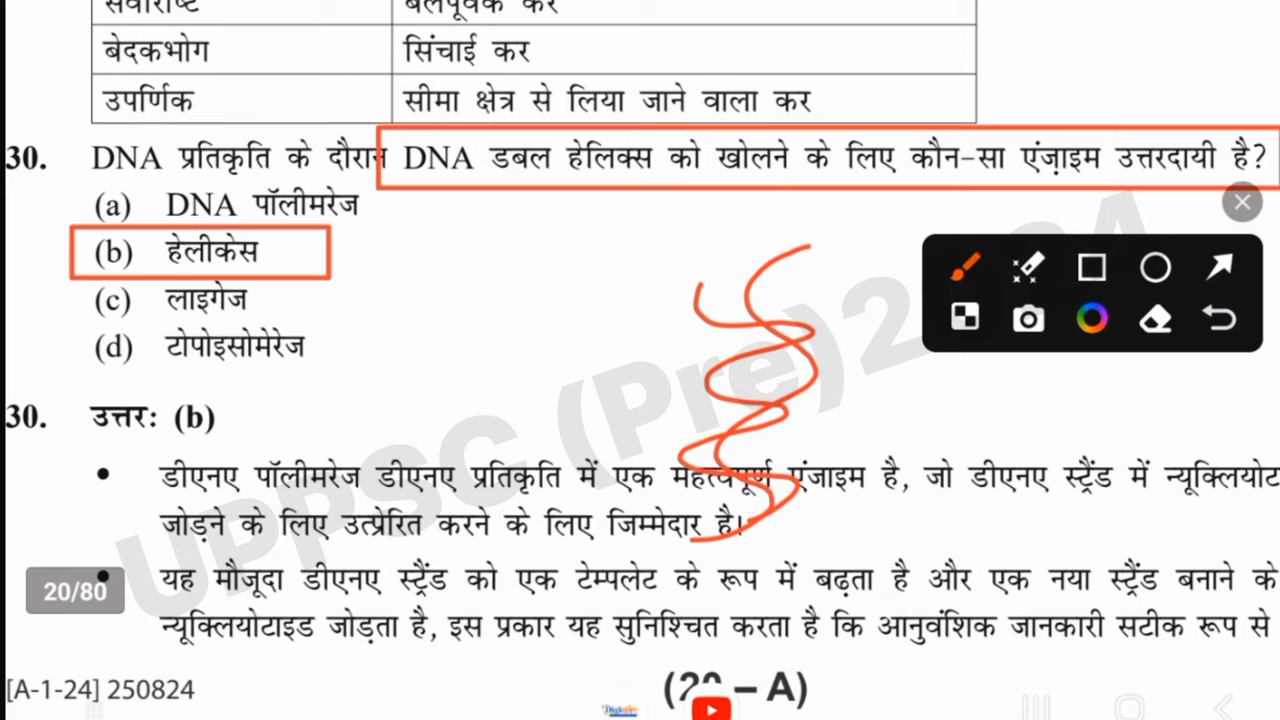 सर्वाराष्ट बलपूर्वक कर
बेदकभोग सिंचाई कर
उपर्णिक सीमा क्षेत्र से लिया जाने वाला कर
30. DNA प्रतिकृति के दौरान DNA डबल हेलिक्स को खोलने के लिए कौन-सा एंज़ाइम उत्तरदायी है?
(a) DNA पॉलीमरेज
(b) हेलीकेस
(c) लाइगेज
(d) टोपोइसोमेरेज
30. उत्तरः (b)
• डीएनए पॉलीमरेज डीएनए प्रतिकृति में एक महत्वपूर्ण एंजाइम है, जो डीएनए स्ट्रैंड में न्यूक्लियोट
जोड़ने के लिए उत्प्रेरित करने के लिए जिम्मेदार है।
• यह मौजूदा डीएनए स्ट्रैंड को एक टेम्पलेट के रूप में बढ़ता है और एक नया स्ट्रैंड बनाने के
न्यूक्लियोटाइड जोड़ता है, इस प्रकार यह सुनिश्चित करता है कि आनुवंशिक जानकारी सटीक रूप से
UPPSC (Pre) 2024
20/80
[A-1-24] 250824
(20 – A)